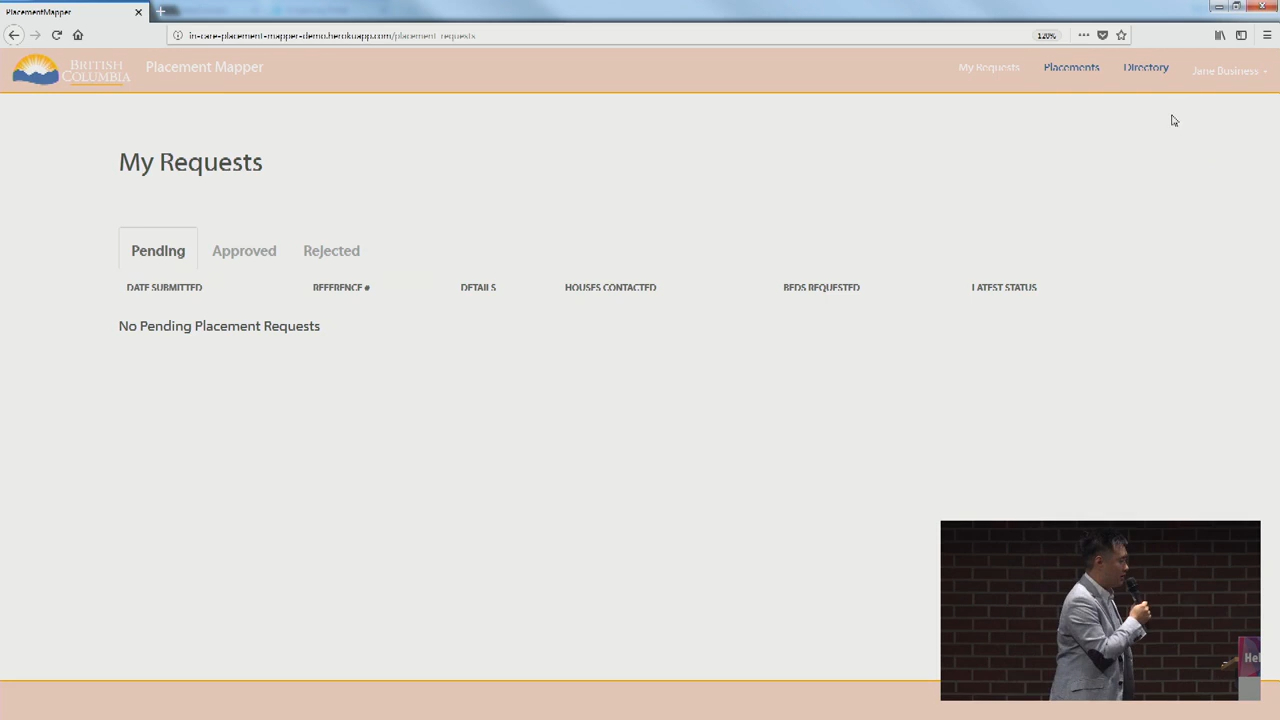 PlacementMapper
in-care-placement-mapper-demo.herokuapp.com/placement_requests
120%
BRITISH
COLUMBIA
Placement Mapper
My Requests
Placements
Directory
Jane Business
My Requests
Pending
Approved
Rejected
DATE SUBMITTED
REFERENCE #
DETAILS
HOUSES CONTACTED
BEDS REQUESTED
LATEST STATUS
No Pending Placement Requests
Hel